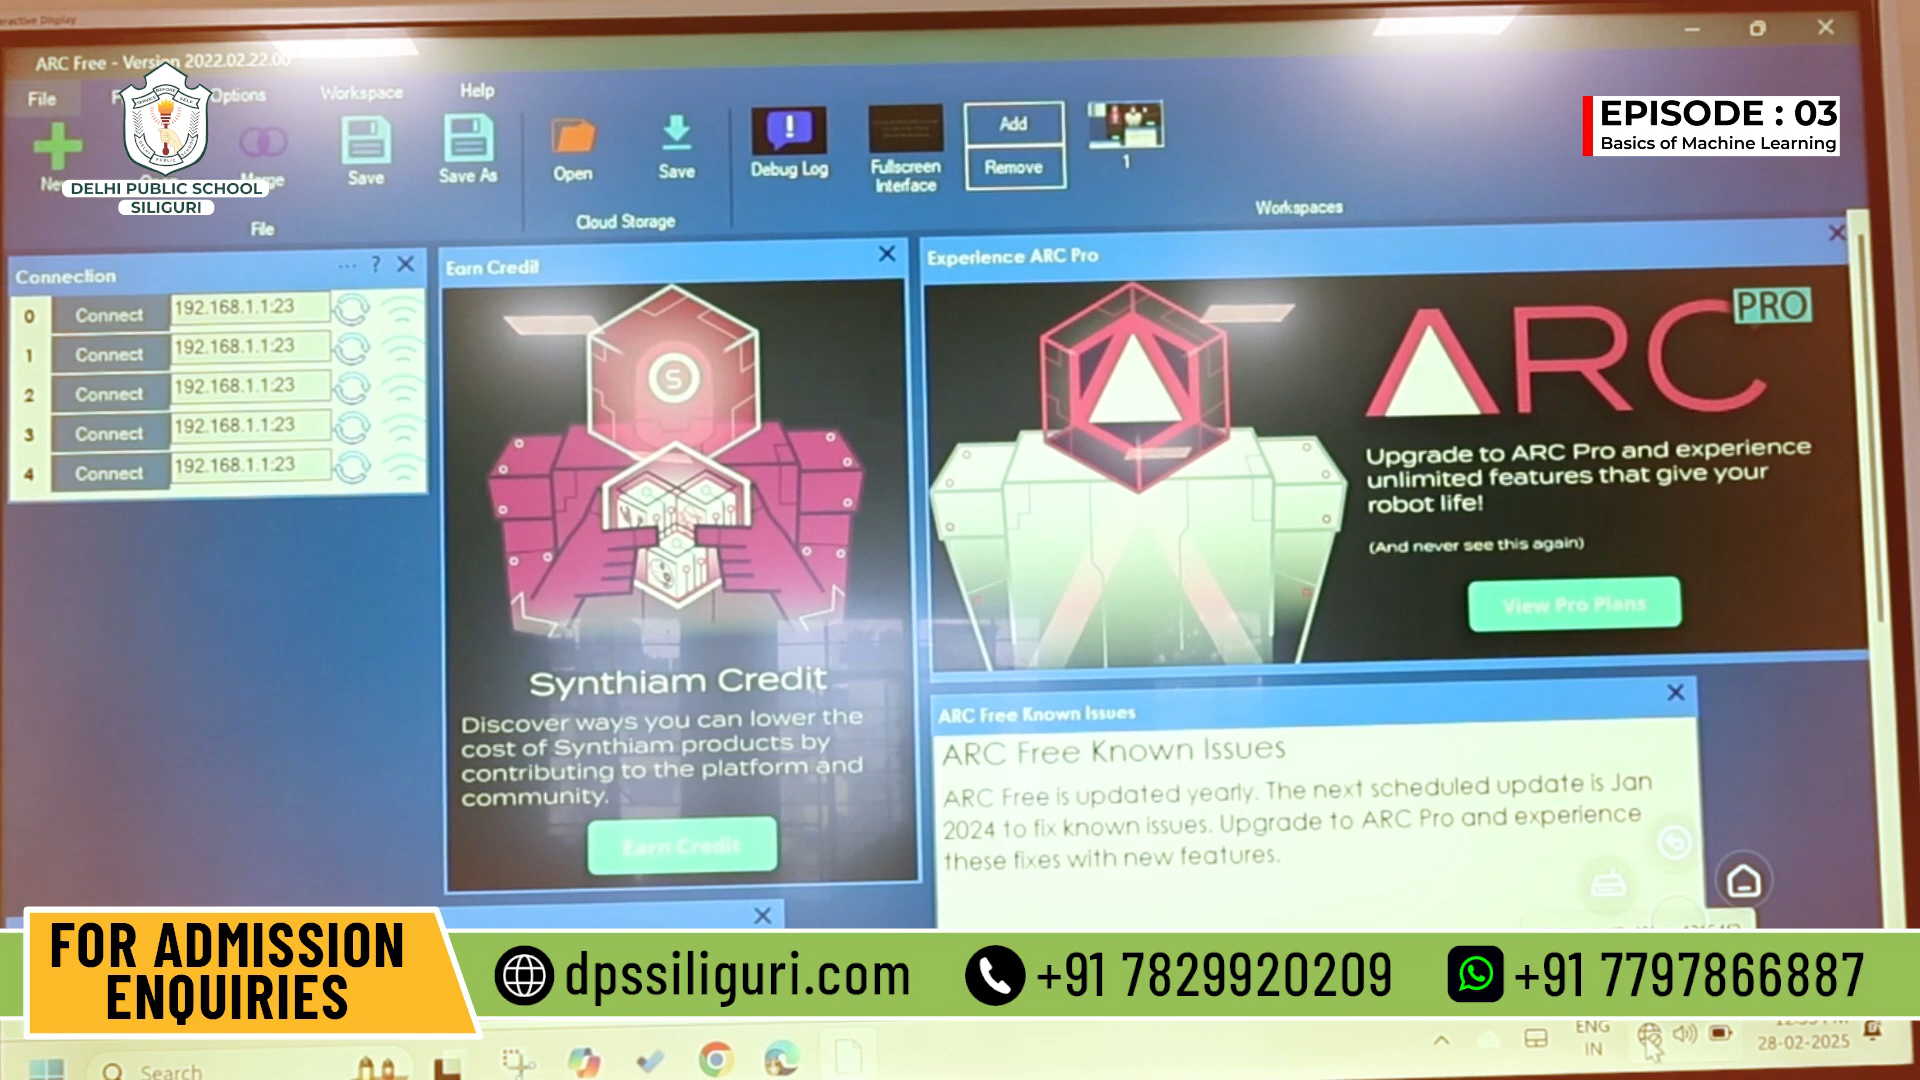 ARC Free - Version 2022.02.22.00
File
Options
Workspace
Help
Save
Save As
Open
Save
Debug Log
Fullscreen
Interface
Add
Remove
1
File
Cloud Storage
Workspaces
SERVICE BEFORE SELF
DELHI PUBLIC SCHOOL
SILIGURI
EPISODE : 03
Basics of Machine Learning
Connection
... ?
0 Connect 192.168.1.1:23
1 Connect 192.168.1.1:23
2 Connect 192.168.1.1:23
3 Connect 192.168.1.1:23
4 Connect 192.168.1.1:23
Earn Credit
S
Synthiam Credit
Discover ways you can lower the
cost of Synthiam products by
contributing to the platform and
community.
Earn Credit
Experience ARC Pro
ARC PRO
Upgrade to ARC Pro and experience
unlimited features that give your
robot life!
(And never see this again)
View Pro Plans
ARC Free Known Issues
ARC Free Known Issues
ARC Free is updated yearly. The next scheduled update is Jan
2024 to fix known issues. Upgrade to ARC Pro and experience
these fixes with new features.
FOR ADMISSION
ENQUIRIES
dpssiliguri.com
+91 7829920209
+91 7797866887
Search
ENG
IN
28-02-2025